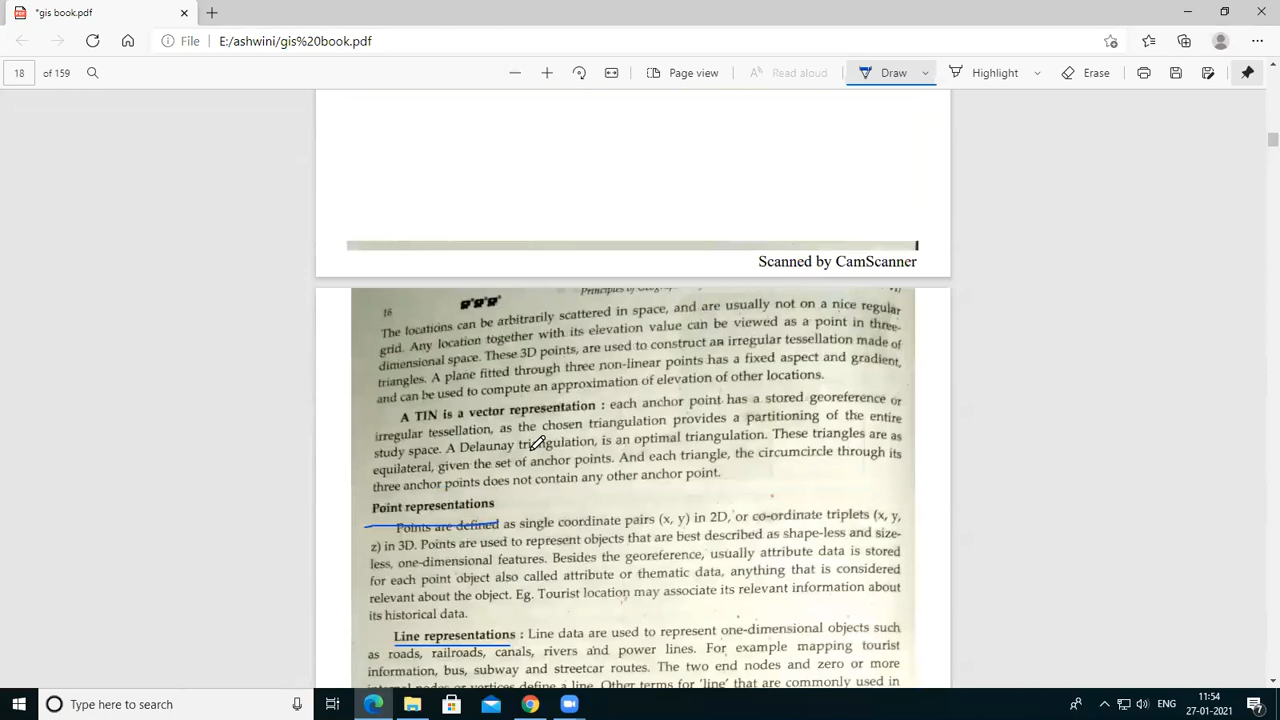 *gis book.pdf
File
E:/ashwini/gis%20book.pdf
18 of 159
Page view
Read aloud
Draw
Highlight
Erase
Scanned by CamScanner
16
The locations can be arbitrarily scattered in space, and are usually not on a nice regular
grid. Any location together with its elevation value can be viewed as a point in three-
dimensional space. These 3D points, are used to construct an irregular tessellation made of
triangles. A plane fitted through three non-linear points has a fixed aspect and gradient,
and can be used to compute an approximation of elevation of other locations.
A TIN is a vector representation : each anchor point has a stored georeference or
irregular tessellation, as the chosen triangulation provides a partitioning of the entire
study space. A Delaunay triangulation, is an optimal triangulation. These triangles are as
equilateral, given the set of anchor points. And each triangle, the circumcircle through its
three anchor points does not contain any other anchor point.
Point representations
Points are defined as single coordinate pairs (x, y) in 2D, or co-ordinate triplets (x, y,
z) in 3D. Points are used to represent objects that are best described as shape-less and size-
less, one-dimensional features. Besides the georeference, usually attribute data is stored
for each point object also called attribute or thematic data, anything that is considered
relevant about the object. Eg. Tourist location may associate its relevant information about
its historical data.
Line representations : Line data are used to represent one-dimensional objects such
as roads, railroads, canals, rivers and power lines. For example mapping tourist
information, bus, subway and streetcar routes. The two end nodes and zero or more
internal nodes or vertices define a line. Other terms for 'line' that are commonly used in
Type here to search
ENG
11:54
27-01-2021